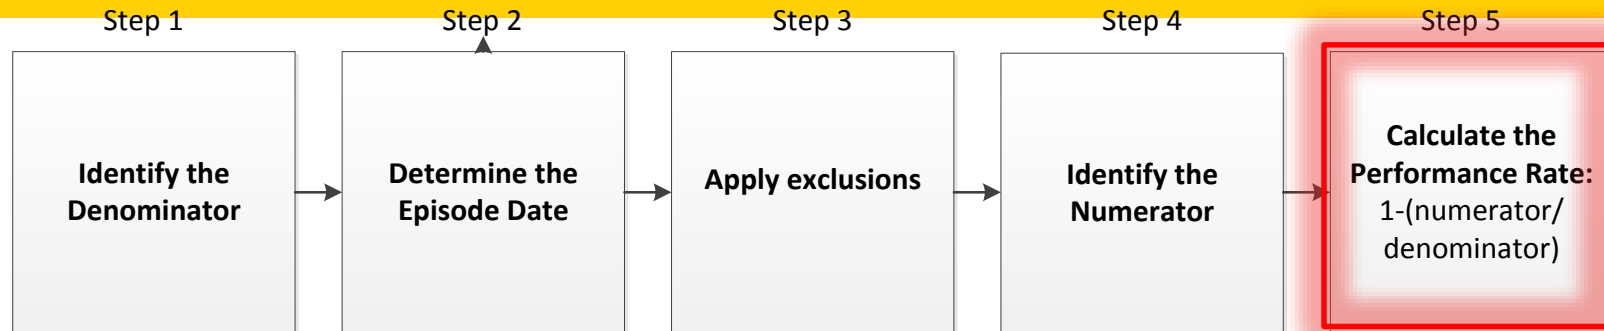 Step 1
Step 2
Step 3
Step 4
Step 5
Identify the
Denominator
Determine the
Episode Date
Apply exclusions
Identify the
Numerator
Calculate the
Performance Rate:
1-(numerator/
denominator)